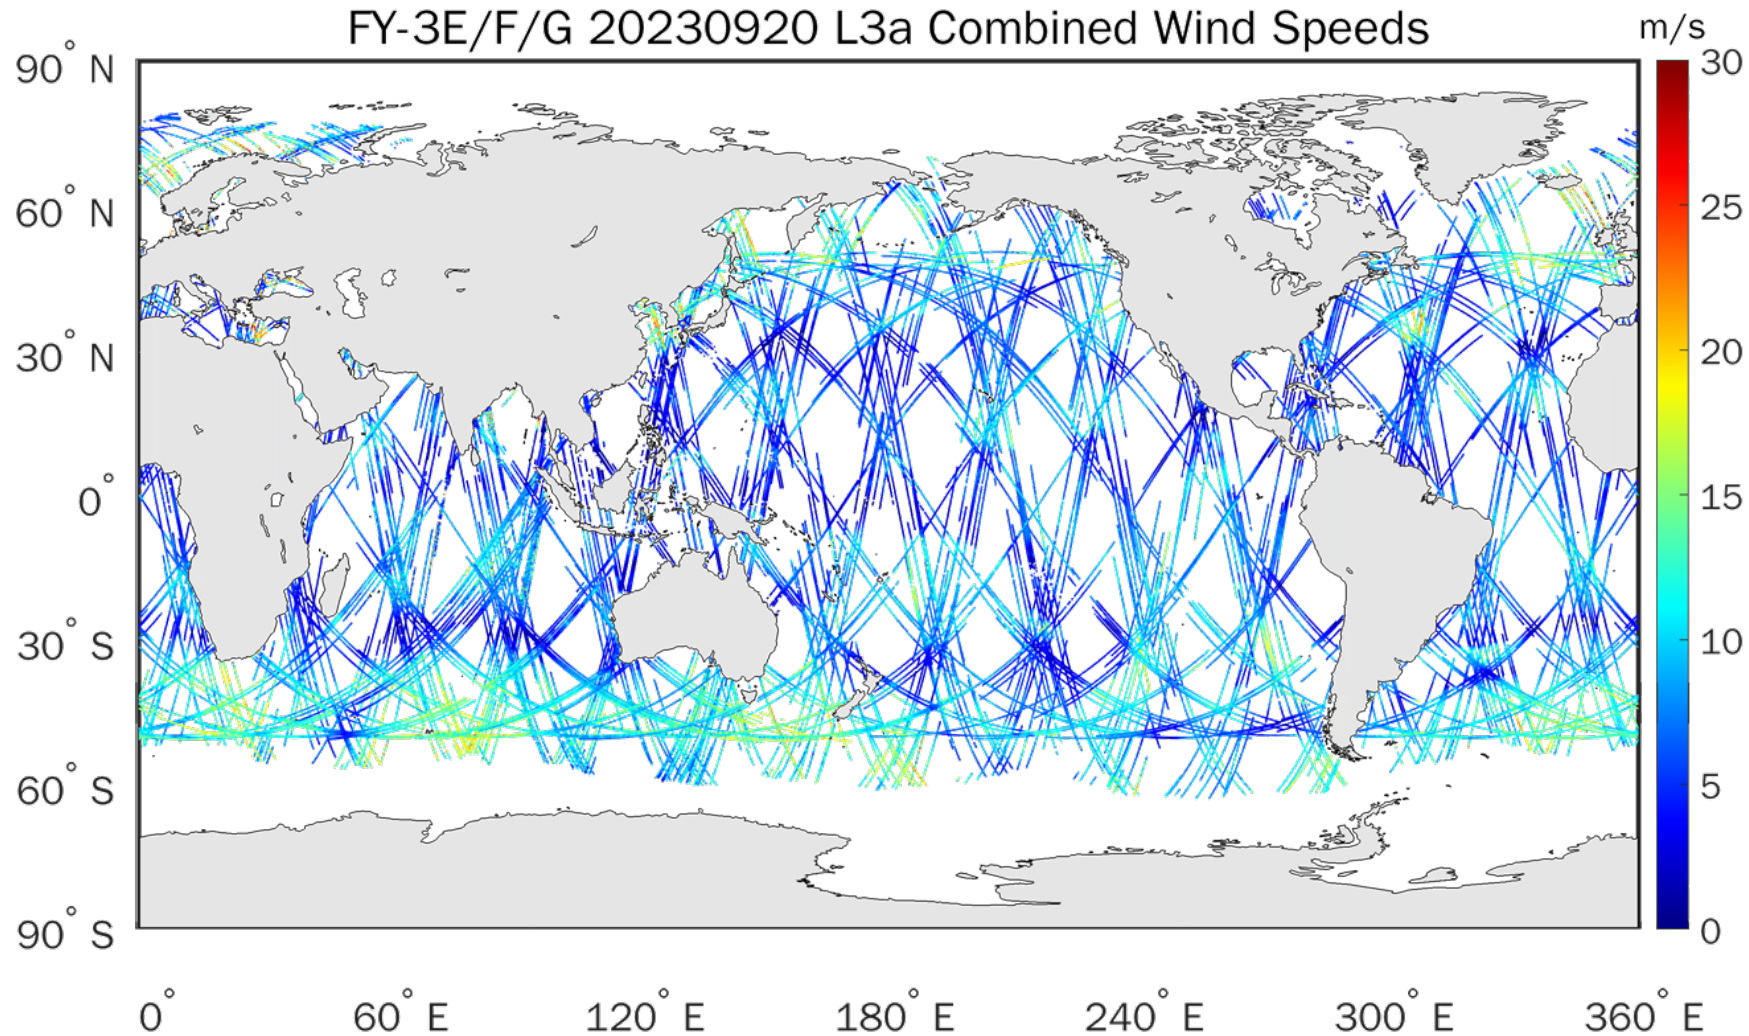 FY-3E/F/G 20230920 L3a Combined Wind Speeds
m/s
90° N
60° N
30° N
0°
30° S
60° S
90° S
0° 60° E 120° E 180° E 240° E 300° E 360° E
30
25
20
15
10
5
0